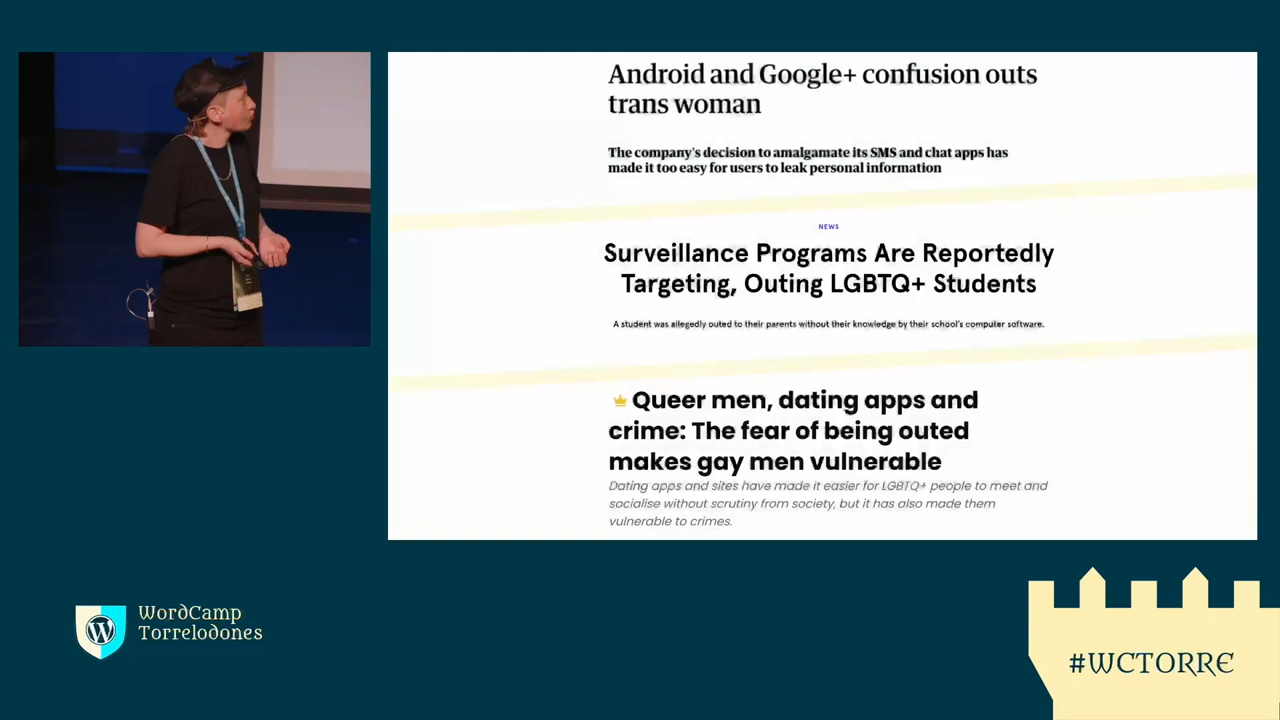 Android and Google+ confusion outs
trans woman
The company's decision to amalgamate its SMS and chat apps has
made it too easy for users to leak personal information
NEWS
Surveillance Programs Are Reportedly
Targeting, Outing LGBTQ+ Students
A student was allegedly outed to their parents without their knowledge by their school's computer software.
Queer men, dating apps and
crime: The fear of being outed
makes gay men vulnerable
Dating apps and sites have made it easier for LGBTQ+ people to meet and
socialise without scrutiny from society, but it has also made them
vulnerable to crimes.
WordCamp
Torrelodones
#WCTORRE